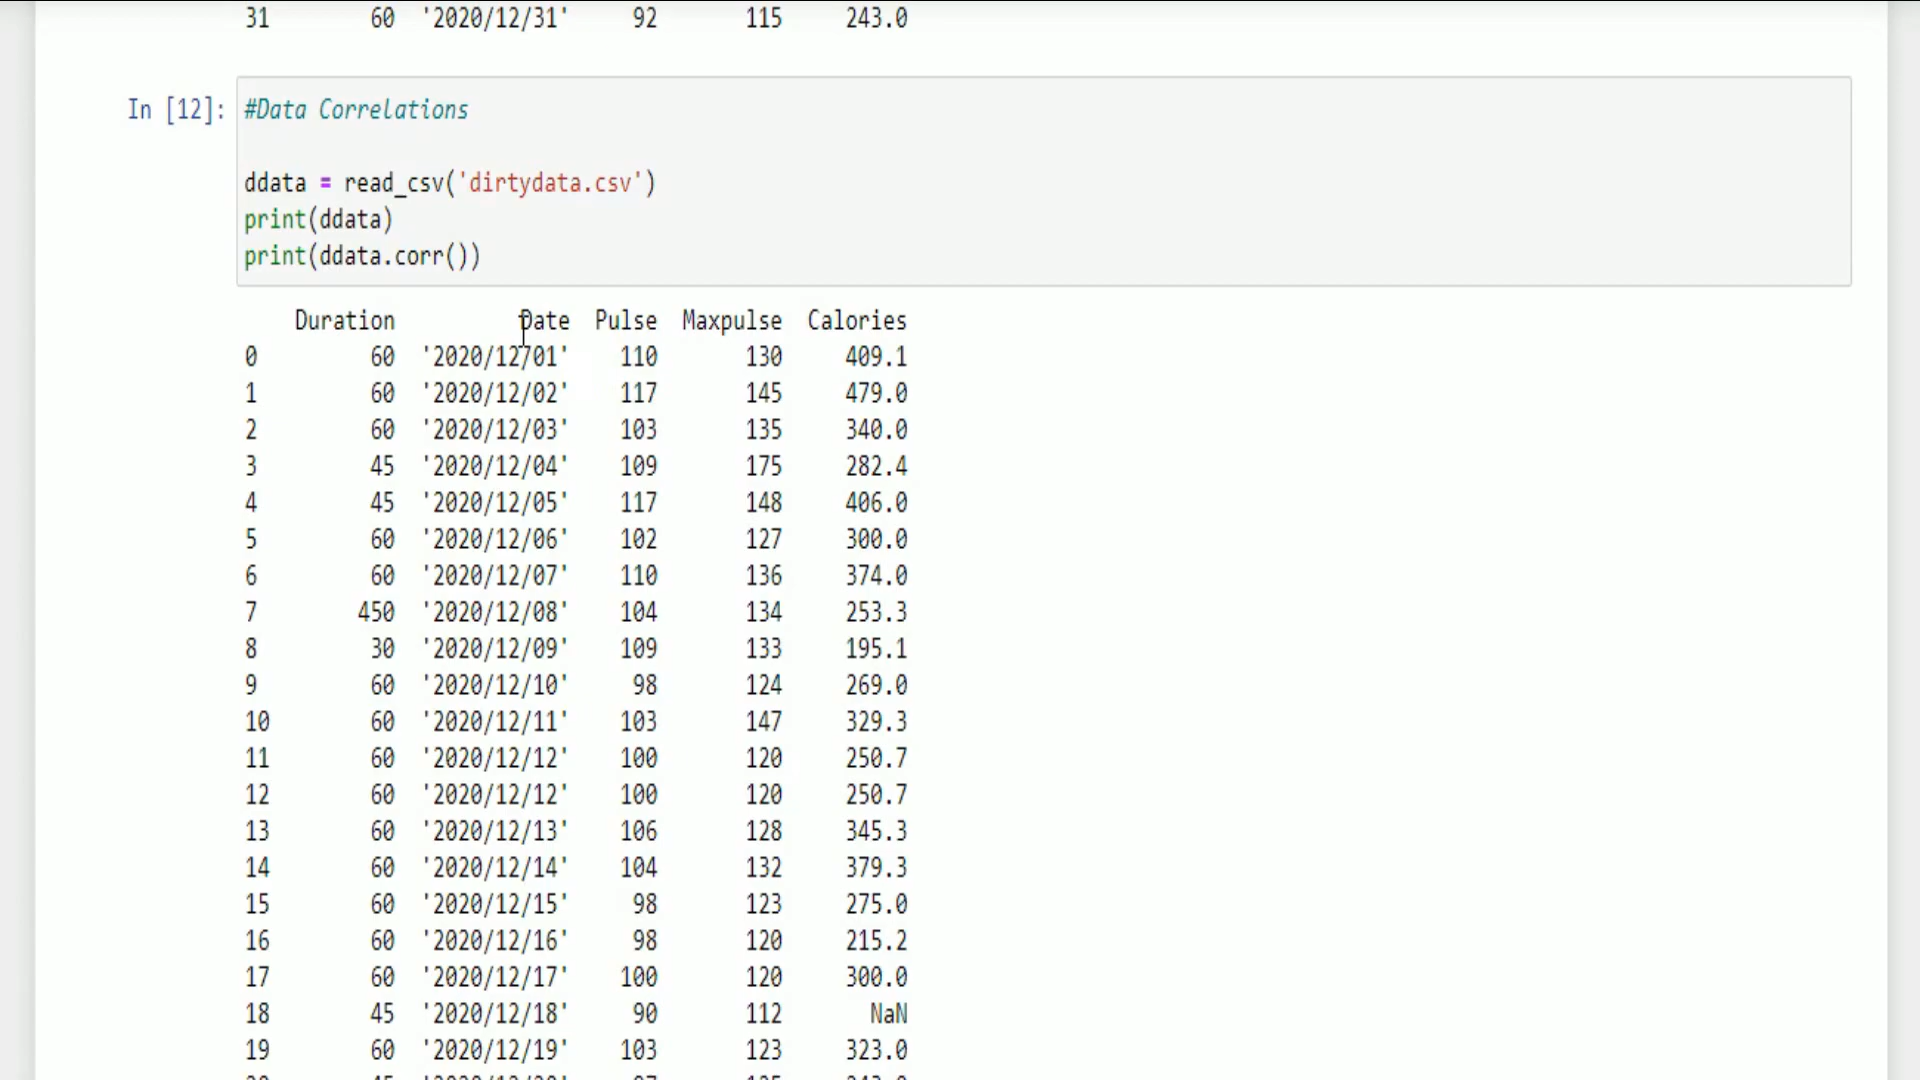 31 60 '2020/12/31' 92 115 243.0
In [12]: #Data Correlations
ddata = read_csv('dirtydata.csv')
print(ddata)
print(ddata.corr())
Duration Date Pulse Maxpulse Calories
0 60 '2020/12/01' 110 130 409.1
1 60 '2020/12/02' 117 145 479.0
2 60 '2020/12/03' 103 135 340.0
3 45 '2020/12/04' 109 175 282.4
4 45 '2020/12/05' 117 148 406.0
5 60 '2020/12/06' 102 127 300.0
6 60 '2020/12/07' 110 136 374.0
7 450 '2020/12/08' 104 134 253.3
8 30 '2020/12/09' 109 133 195.1
9 60 '2020/12/10' 98 124 269.0
10 60 '2020/12/11' 103 147 329.3
11 60 '2020/12/12' 100 120 250.7
12 60 '2020/12/12' 100 120 250.7
13 60 '2020/12/13' 106 128 345.3
14 60 '2020/12/14' 104 132 379.3
15 60 '2020/12/15' 98 123 275.0
16 60 '2020/12/16' 98 120 215.2
17 60 '2020/12/17' 100 120 300.0
18 45 '2020/12/18' 90 112 NaN
19 60 '2020/12/19' 103 123 323.0